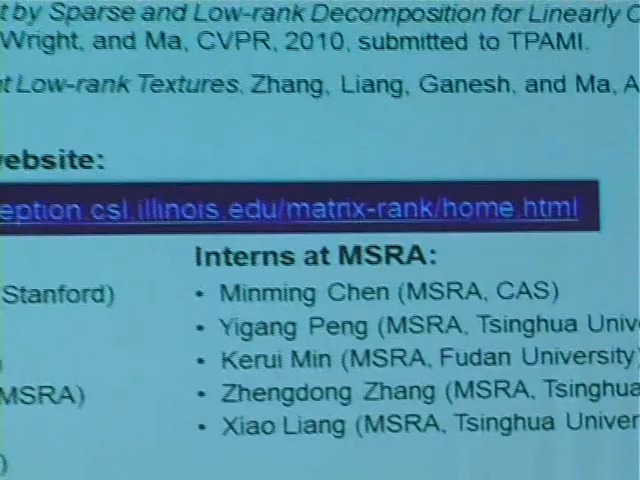 t by Sparse and Low-rank Decomposition for Linearly C
Wright, and Ma, CVPR, 2010, submitted to TPAMI.
t Low-rank Textures. Zhang, Liang, Ganesh, and Ma, A
website:
eption.csl.illinois.edu/matrix-rank/home.html
Interns at MSRA:
Stanford)
• Minming Chen (MSRA, CAS)
• Yigang Peng (MSRA, Tsinghua Univ
• Kerui Min (MSRA, Fudan University)
MSRA)
• Zhengdong Zhang (MSRA, Tsinghua
• Xiao Liang (MSRA, Tsinghua Univer
)